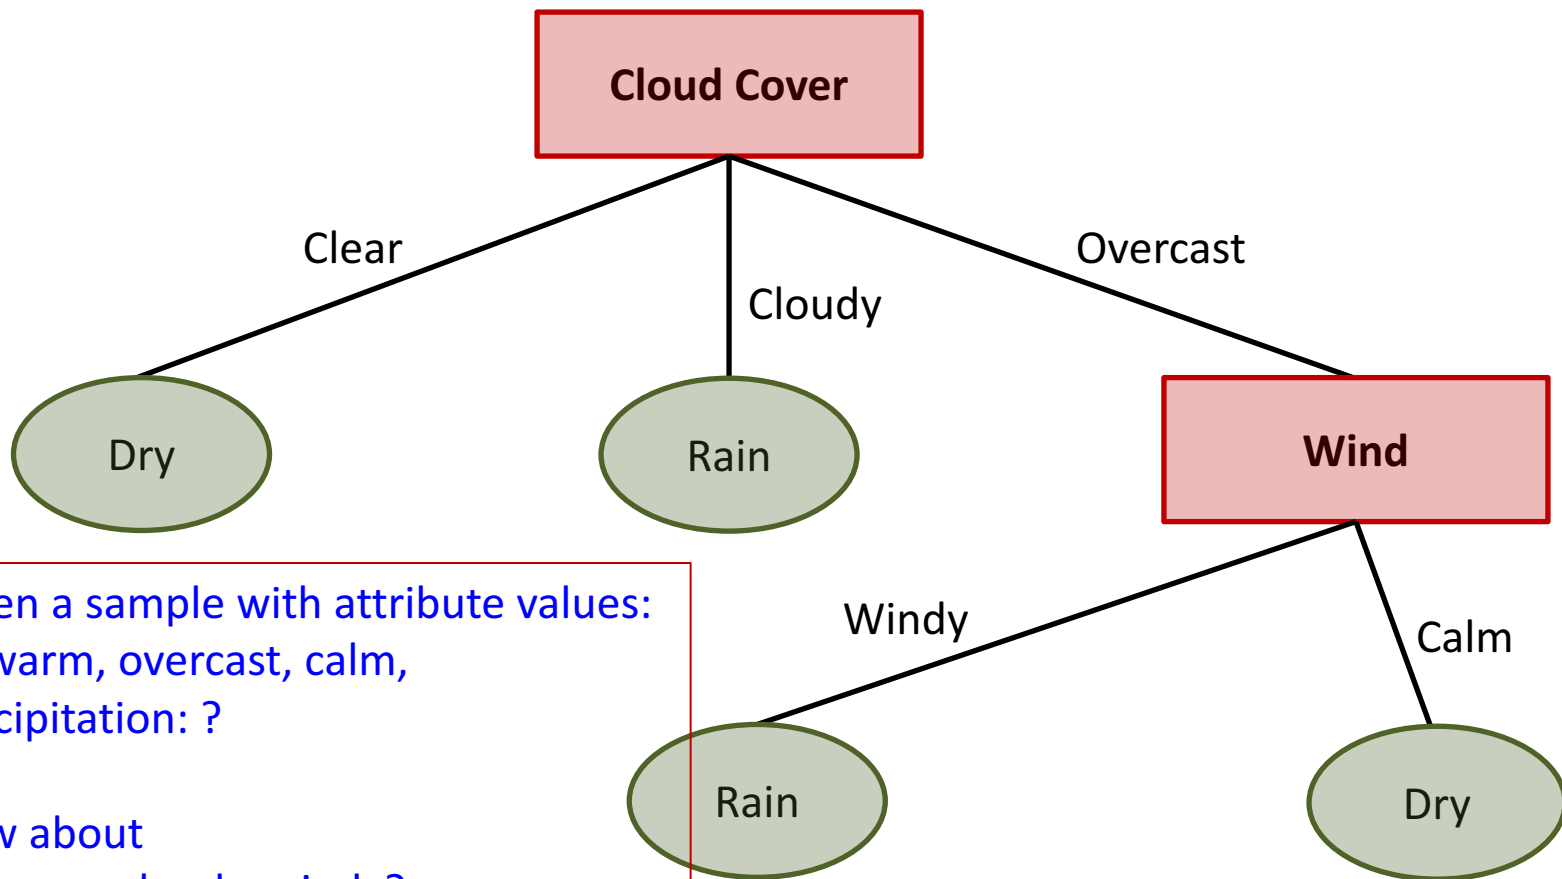 Cloud Cover
Clear
Cloudy
Overcast
Dry
Rain
Wind
en a sample with attribute values:
warm, overcast, calm,
cipitation: ?
w about
Windy
Calm
Rain
Dry